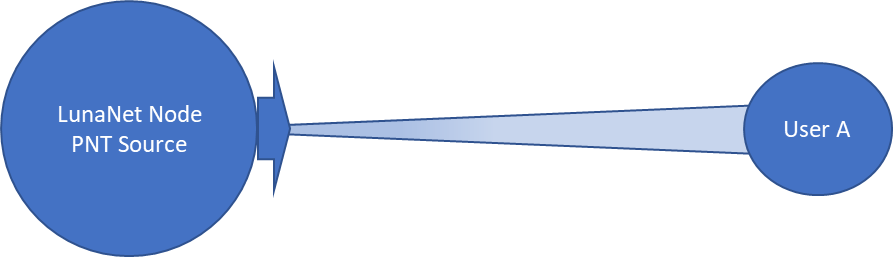 LunaNet Node
PNT Source
User A